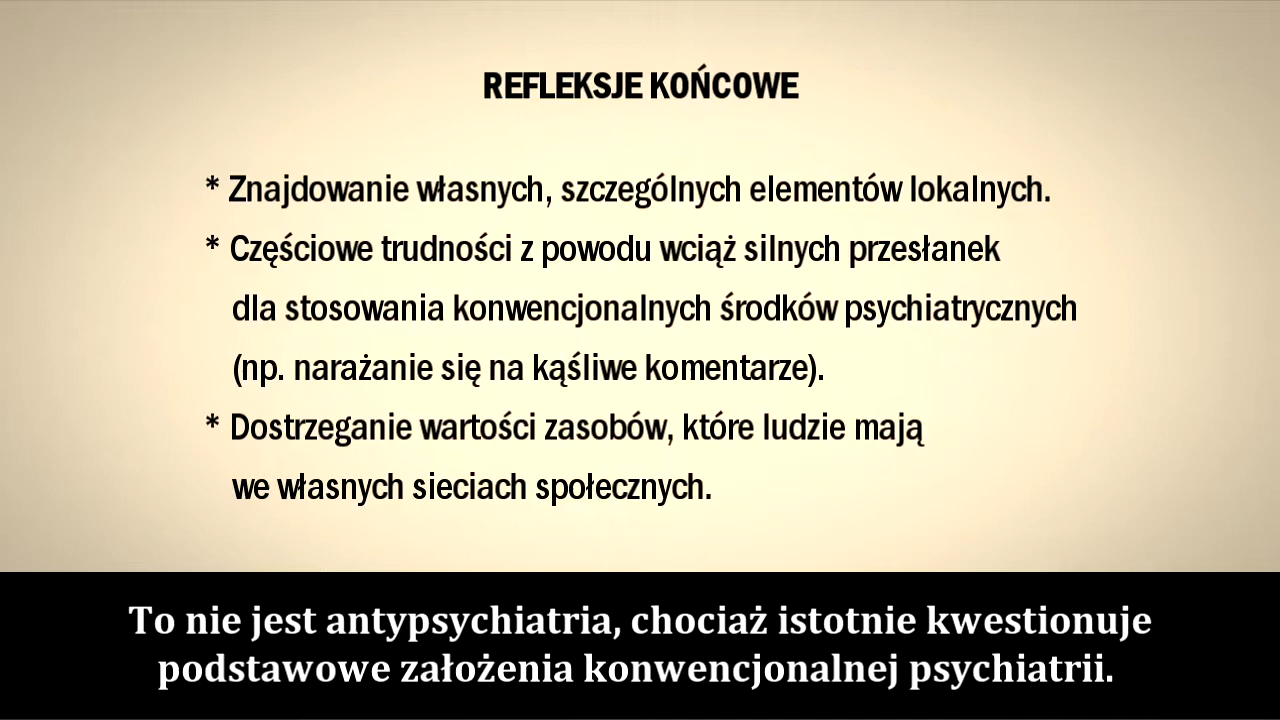 REFLEKSJE KOŃCOWE
* Znajdowanie własnych, szczególnych elementów lokalnych.
* Częściowe trudności z powodu wciąż silnych przesłanek
dla stosowania konwencjonalnych środków psychiatrycznych
(np. narażanie się na kąśliwe komentarze).
* Dostrzeganie wartości zasobów, które ludzie mają
we własnych sieciach społecznych.
To nie jest antypsychiatria, chociaż istotnie kwestionuje
podstawowe założenia konwencjonalnej psychiatrii.